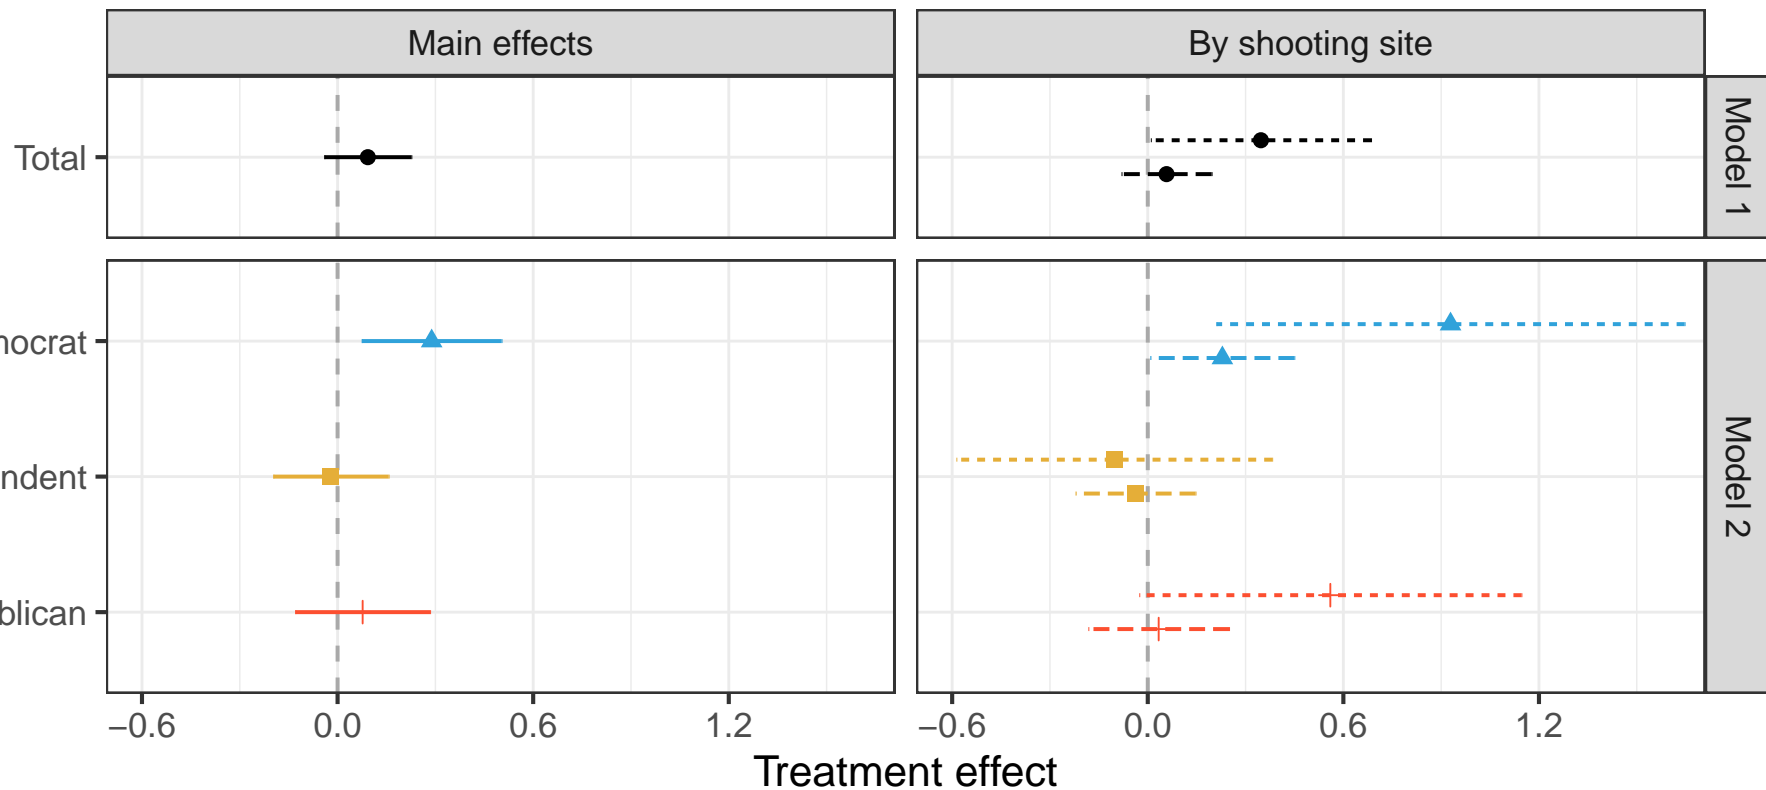 Main effects
By shooting site
Total
Model 1
nocrat
ndent
blican
Model 2
−0.6 0.0 0.6 1.2
−0.6 0.0 0.6 1.2
Treatment effect